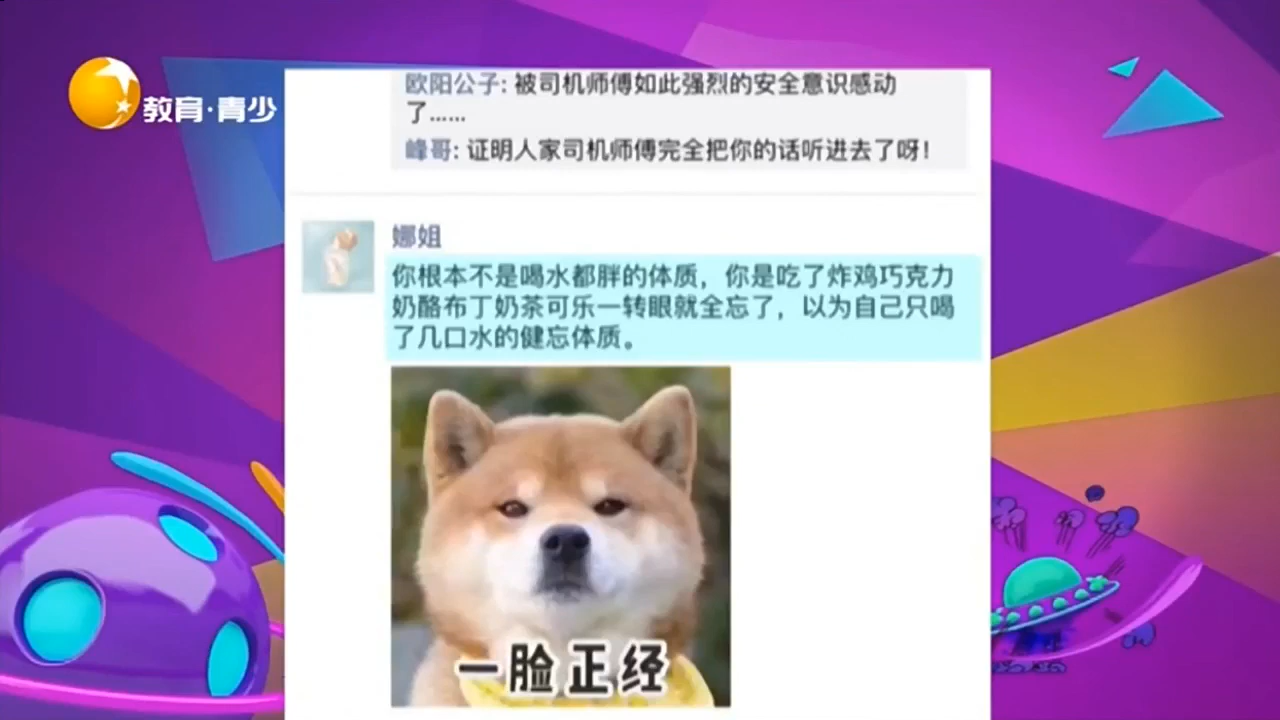 教育·青少
欧阳公子: 被司机师傅如此强烈的安全意识感动
了……
峰哥: 证明人家司机师傅完全把你的话听进去了呀!
娜姐
你根本不是喝水都胖的体质，你是吃了炸鸡巧克力
奶酪布丁奶茶可乐一转眼就全忘了，以为自己只喝
了几口水的健忘体质。
一脸正经